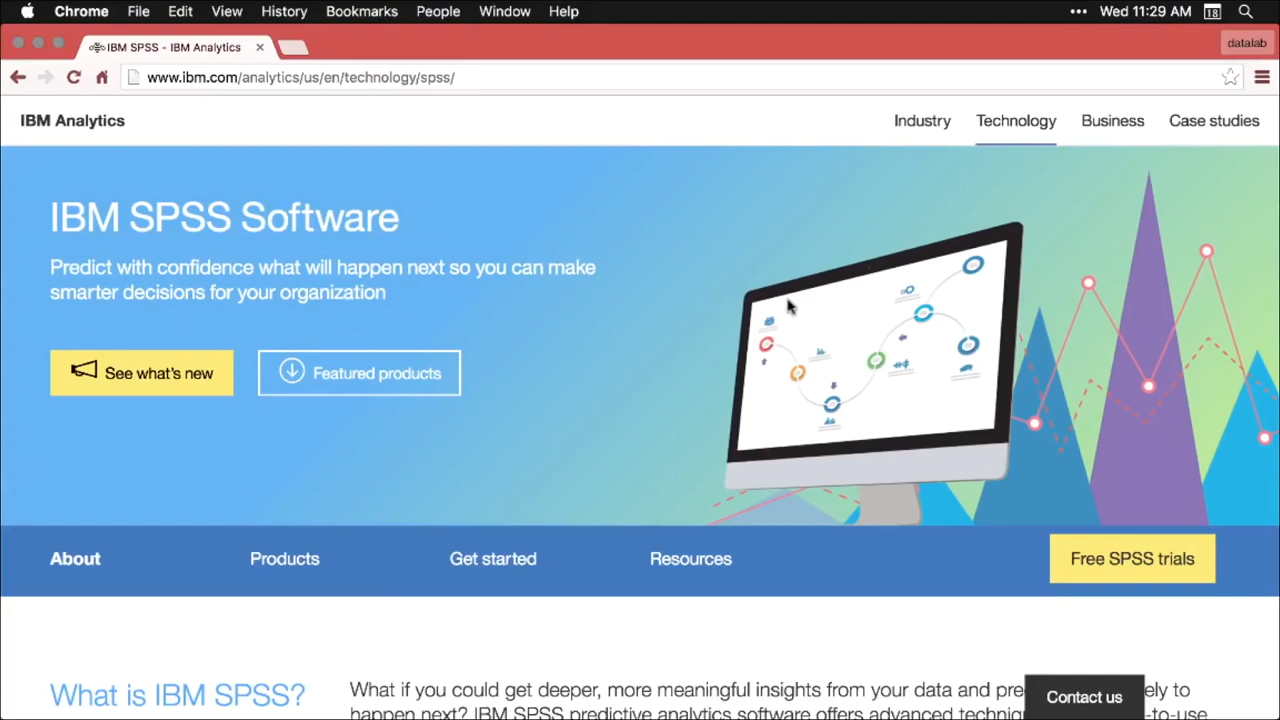 Chrome File Edit View History Bookmarks People Window Help ••• Wed 11:29 AM 18
IBM SPSS - IBM Analytics × datalab
www.ibm.com/analytics/us/en/technology/spss/
IBM Analytics Industry Technology Business Case studies
IBM SPSS Software
Predict with confidence what will happen next so you can make
smarter decisions for your organization
See what's new Featured products
About Products Get started Resources Free SPSS trials
What is IBM SPSS? What if you could get deeper, more meaningful insights from your data and ely to
Contact us
happen next? IBM SPSS predictive analytics software offers advanced -to-use